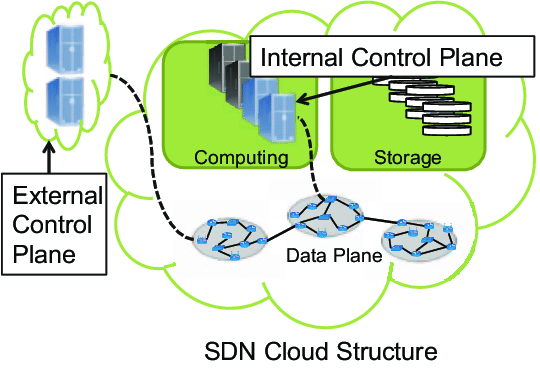 Internal Control Plane
Computing
Storage
External
Control
Plane
Data Plane
SDN Cloud Structure